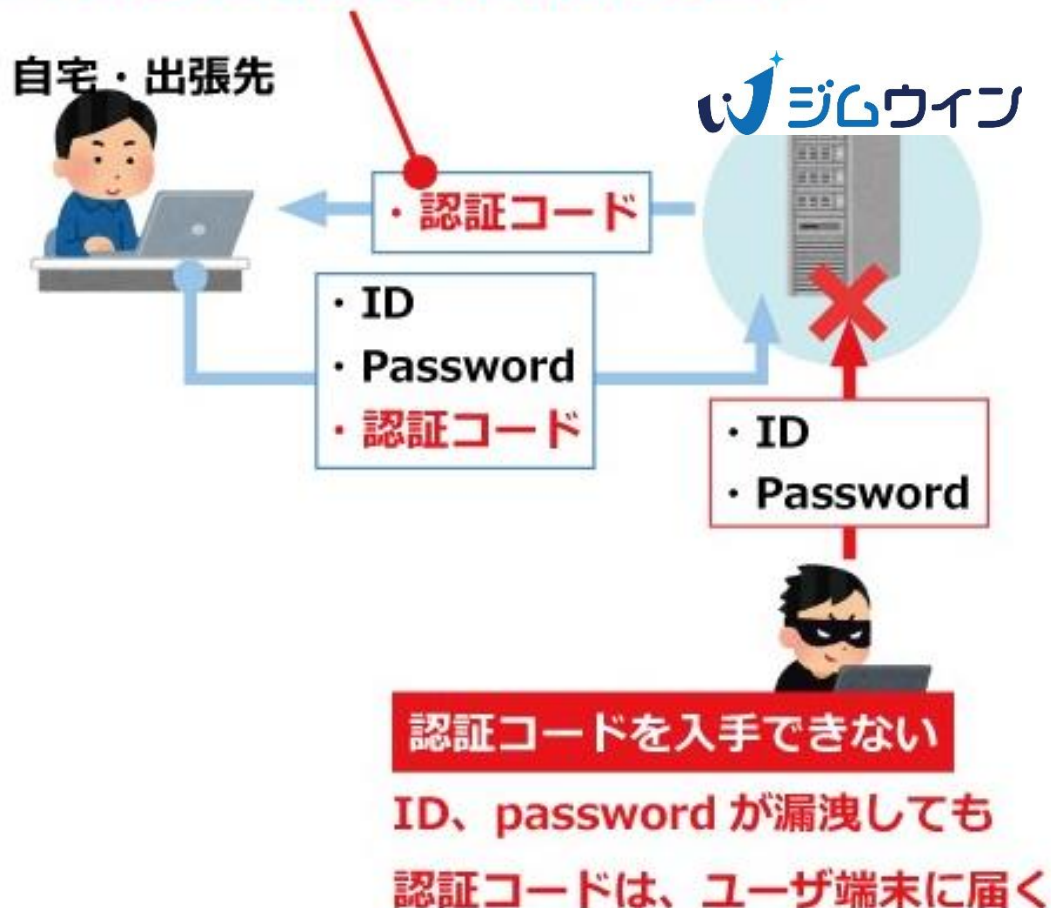 自宅・出張先
ジムウイン
・認証コード
・ID
・Password
・認証コード
・ID
・Password
認証コードを入手できない
ID、password が漏洩しても
認証コードは、ユーザ端末に届く